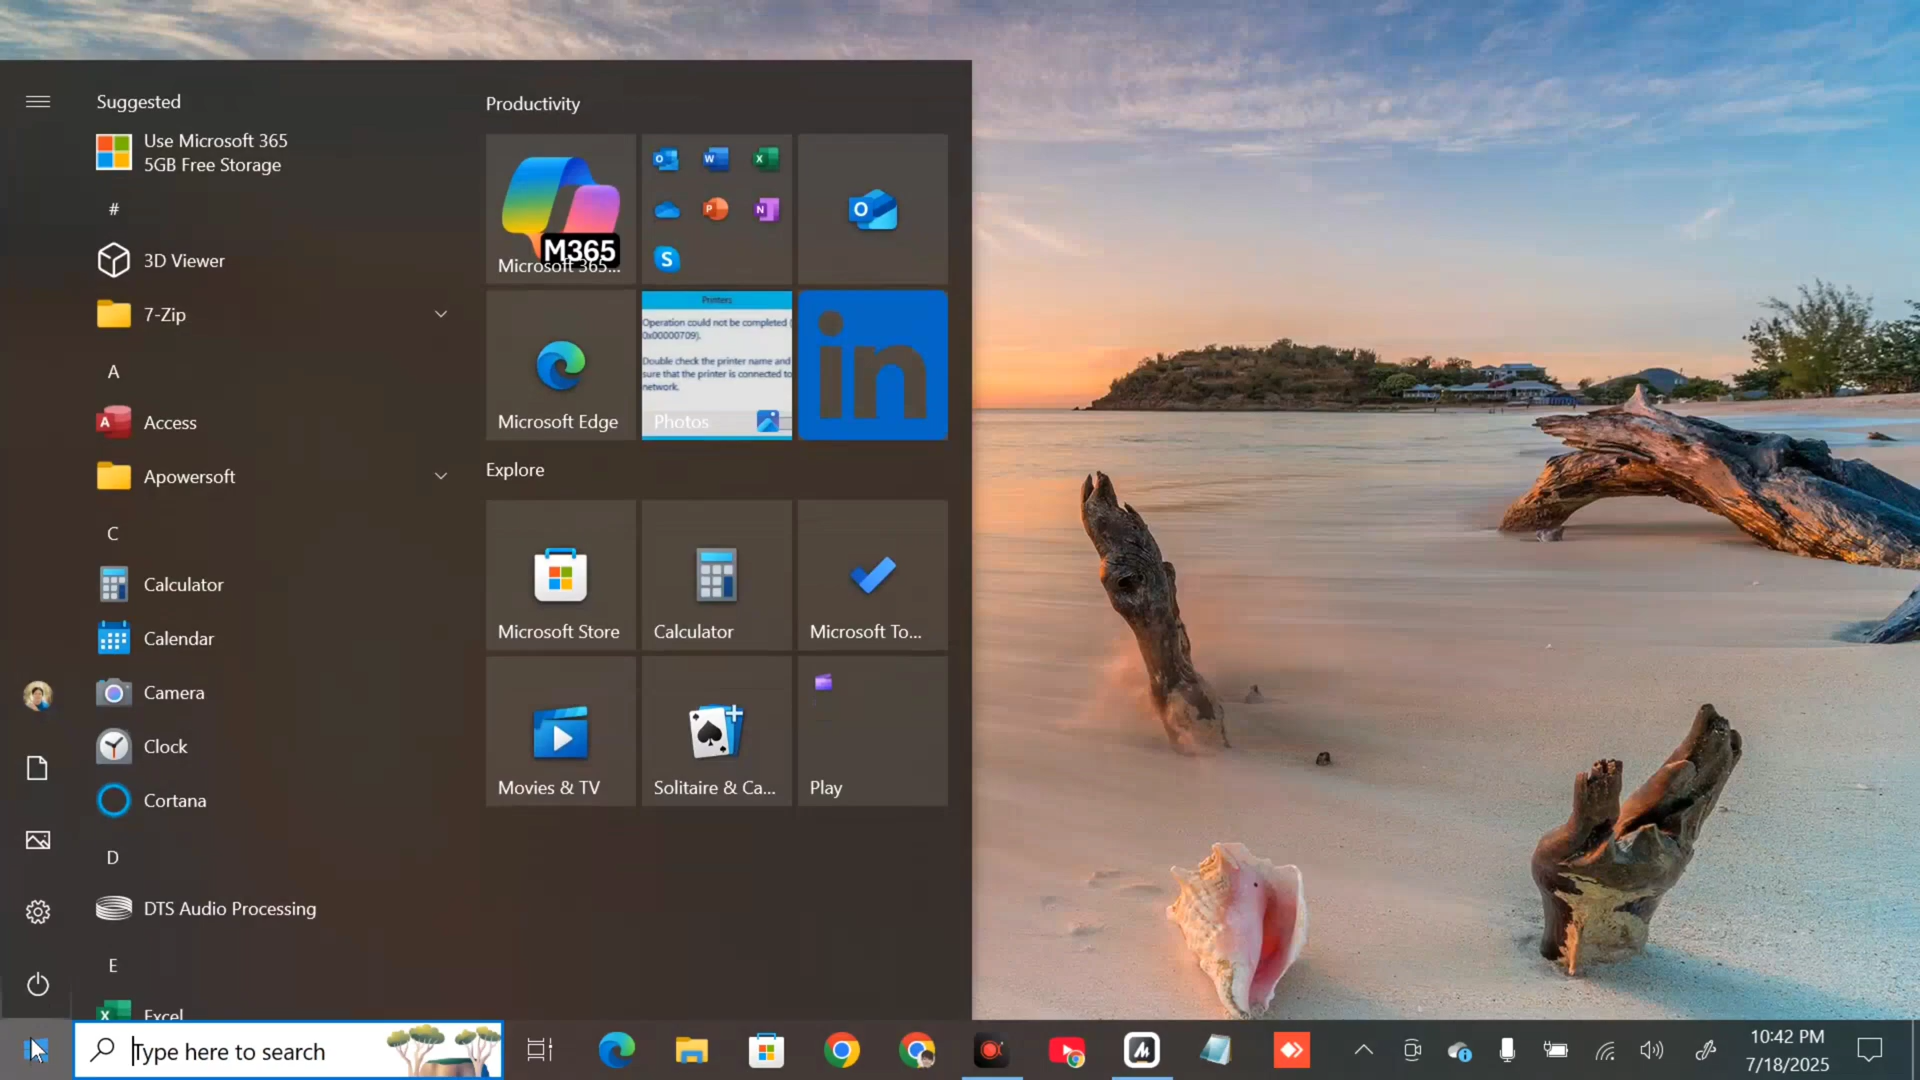 Suggested
Use Microsoft 365
5GB Free Storage
#
3D Viewer
7-Zip
A
Access
Apowersoft
C
Calculator
Calendar
Camera
Clock
Cortana
D
DTS Audio Processing
E
Excel
Productivity
M365
Microsoft 365...
Microsoft Edge
Printers
Operation could not be completed (
0x00000709).
Double check the printer name and
sure that the printer is connected to
network.
Photos
in
Explore
Microsoft Store
Calculator
Microsoft To...
Movies & TV
Solitaire & Ca...
Play
Type here to search
10:42 PM
7/18/2025